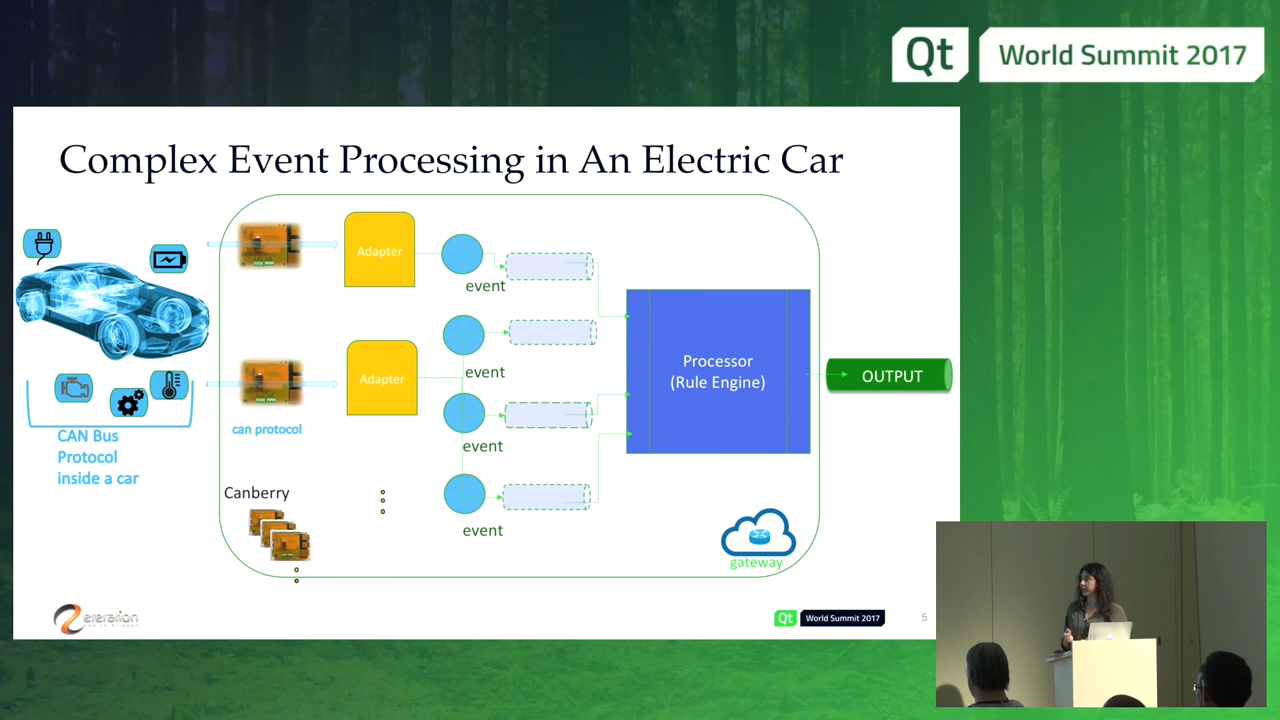 Qt World Summit 2017
Complex Event Processing in An Electric Car
Adapter
event
event
Adapter
can protocol
event
event
Processor
(Rule Engine)
OUTPUT
CAN Bus
Protocol
inside a car
Canberry
gateway
Qt World Summit 2017
5